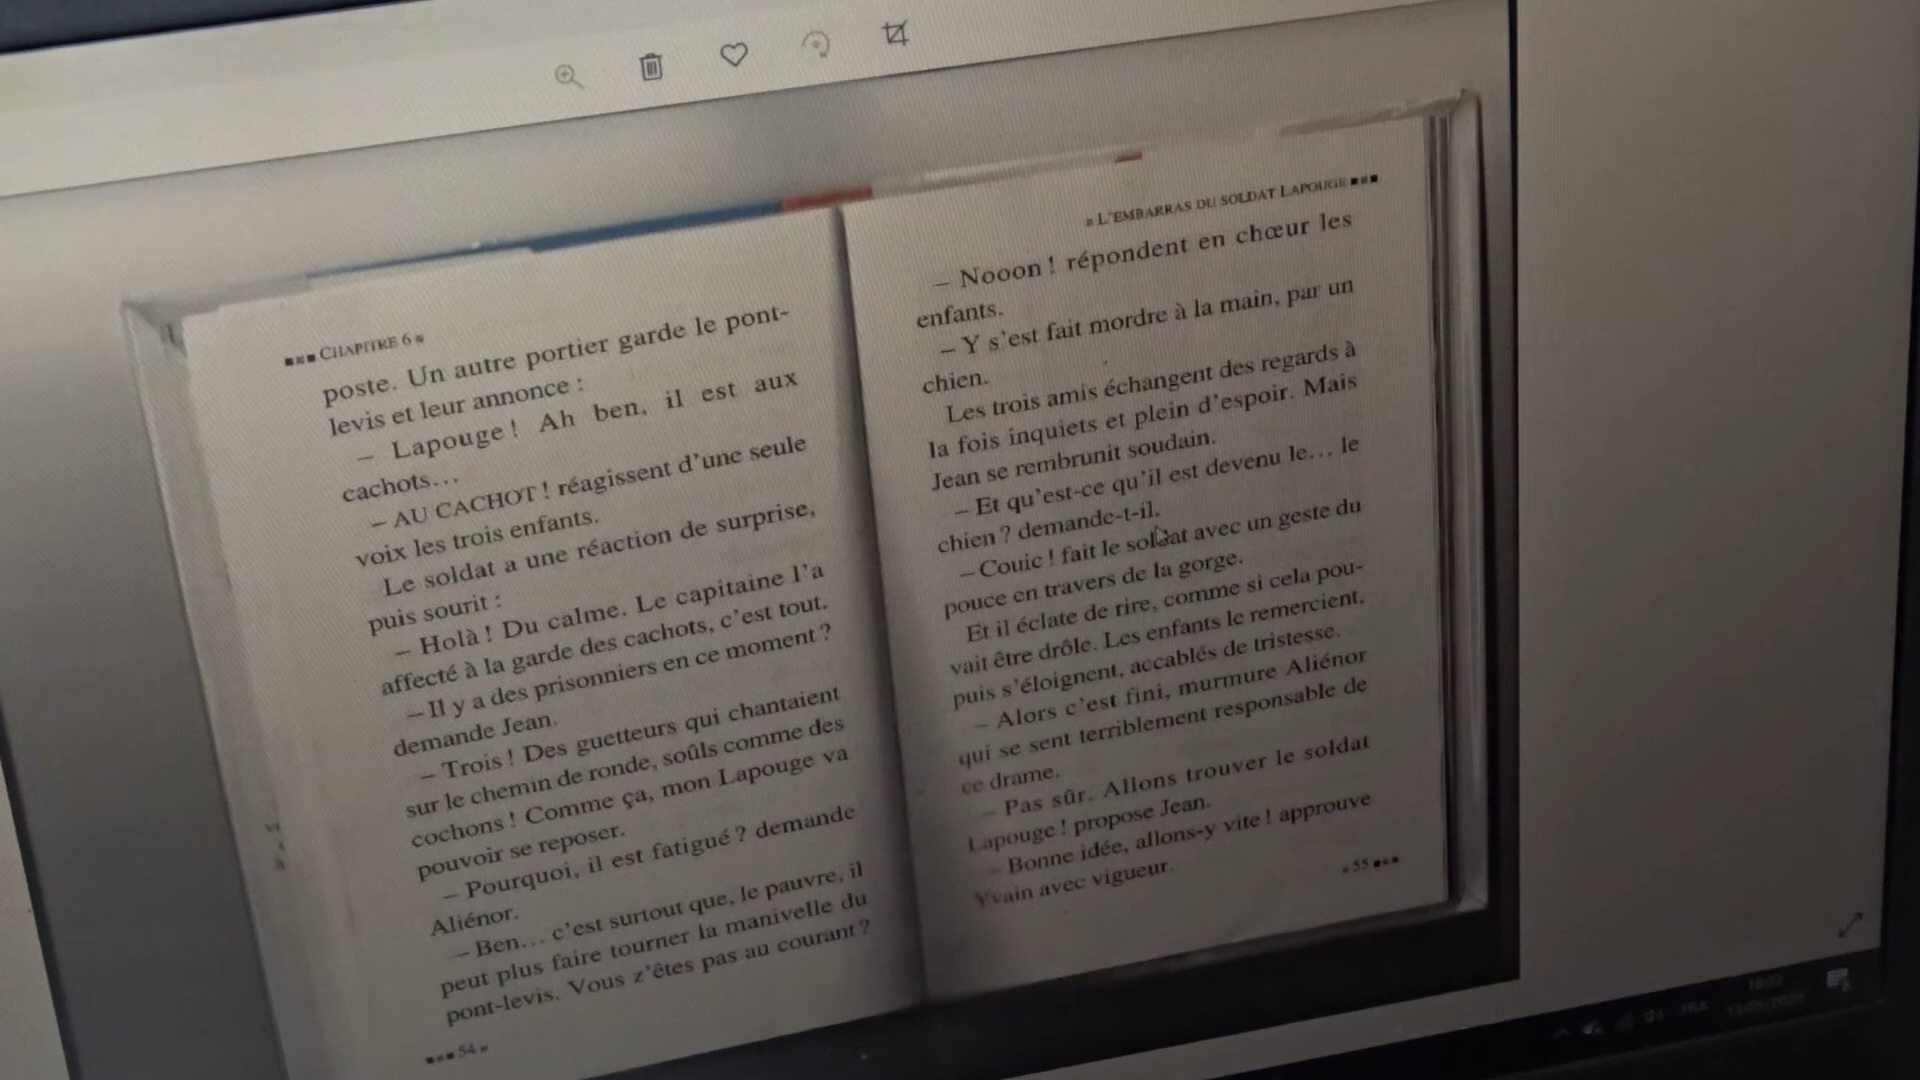 CHAPITRE 6
poste. Un autre portier garde le pont-
levis et leur annonce :
– Lapouge ! Ah ben, il est aux
cachots…
– AU CACHOT ! réagissent d'une seule
voix les trois enfants.
Le soldat a une réaction de surprise,
puis sourit :
– Holà ! Du calme. Le capitaine l'a
affecté à la garde des cachots, c'est tout.
– Il y a des prisonniers en ce moment ?
demande Jean.
– Trois ! Des guetteurs qui chantaient
sur le chemin de ronde, soûls comme des
cochons ! Comme ça, mon Lapouge va
pouvoir se reposer.
– Pourquoi, il est fatigué ? demande
Aliénor.
– Ben… c'est surtout que, le pauvre, il
peut plus faire tourner la manivelle du
pont-levis. Vous z'êtes pas au courant ?
54
L'EMBARRAS DU SOLDAT LAPOUGE
– Nooon ! répondent en chœur les
enfants.
– Y s'est fait mordre à la main, par un
chien.
Les trois amis échangent des regards à
la fois inquiets et plein d'espoir. Mais
Jean se rembrunit soudain.
– Et qu'est-ce qu'il est devenu le… le
chien ? demande-t-il.
– Couic ! fait le soldat avec un geste du
pouce en travers de la gorge.
Et il éclate de rire, comme si cela pou-
vait être drôle. Les enfants le remercient,
puis s'éloignent, accablés de tristesse.
– Alors c'est fini, murmure Aliénor
qui se sent terriblement responsable de
ce drame.
– Pas sûr. Allons trouver le soldat
Lapouge ! propose Jean.
– Bonne idée, allons-y vite ! approuve
Yvain avec vigueur.
55
FRA